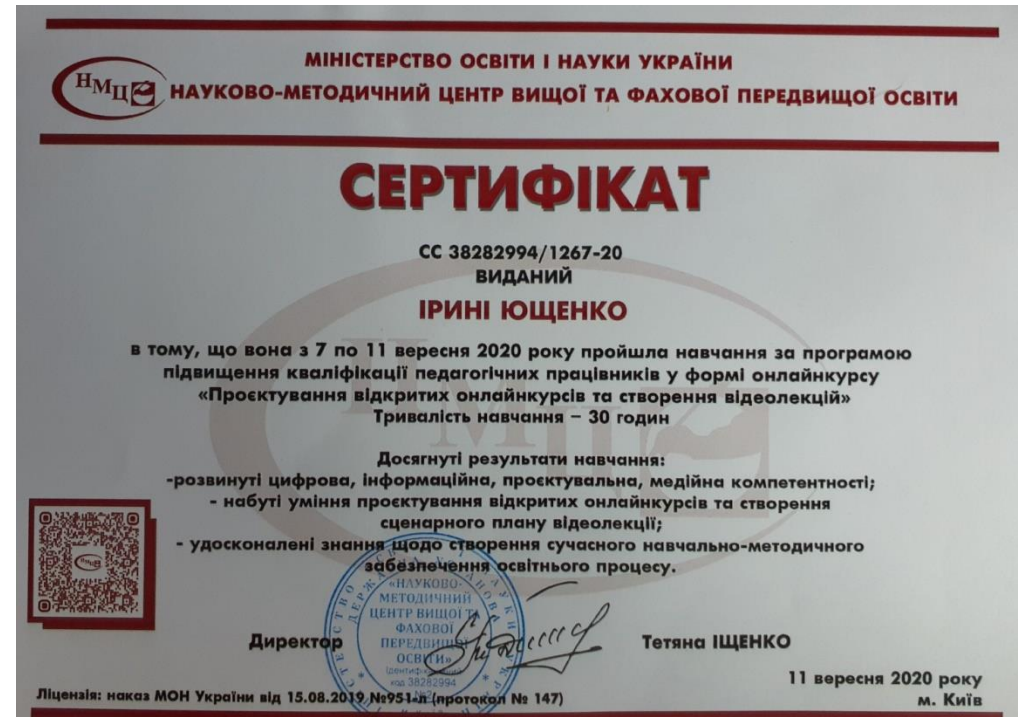 МІНІСТЕРСТВО ОСВІТИ І НАУКИ УКРАЇНИ
НМЦ
НАУКОВО-МЕТОДИЧНИЙ ЦЕНТР ВИЩОЇ ТА ФАХОВОЇ ПЕРЕДВИЩОЇ ОСВІТИ
СЕРТИФІКАТ
СС 38282994/1267-20
ВИДАНИЙ
ІРИНІ ЮЩЕНКО
в тому, що вона з 7 по 11 вересня 2020 року пройшла навчання за програмою
підвищення кваліфікації педагогічних працівників у формі онлайнкурсу
«Проєктування відкритих онлайнкурсів та створення відеолекцій»
Тривалість навчання – 30 годин
Досягнуті результати навчання:
-розвинуті цифрова, інформаційна, проєктувальна, медійна компетентності;
- набуті уміння проєктування відкритих онлайнкурсів та створення
сценарного плану відеолекції;
- удосконалені знання щодо створення сучасного навчально-методичного
забезпечення освітнього процесу.
«НАУКОВО-
МЕТОДИЧНИЙ
ЦЕНТР ВИЩОЇ ТА
ФАХОВОЇ
ПЕРЕДВИЩОЇ
ОСВІТИ»
код 38282994
Директор
Тетяна ІЩЕНКО
11 вересня 2020 року
Ліцензія: наказ МОН України від 15.08.2019 №951-л (протокол № 147)
м. Київ